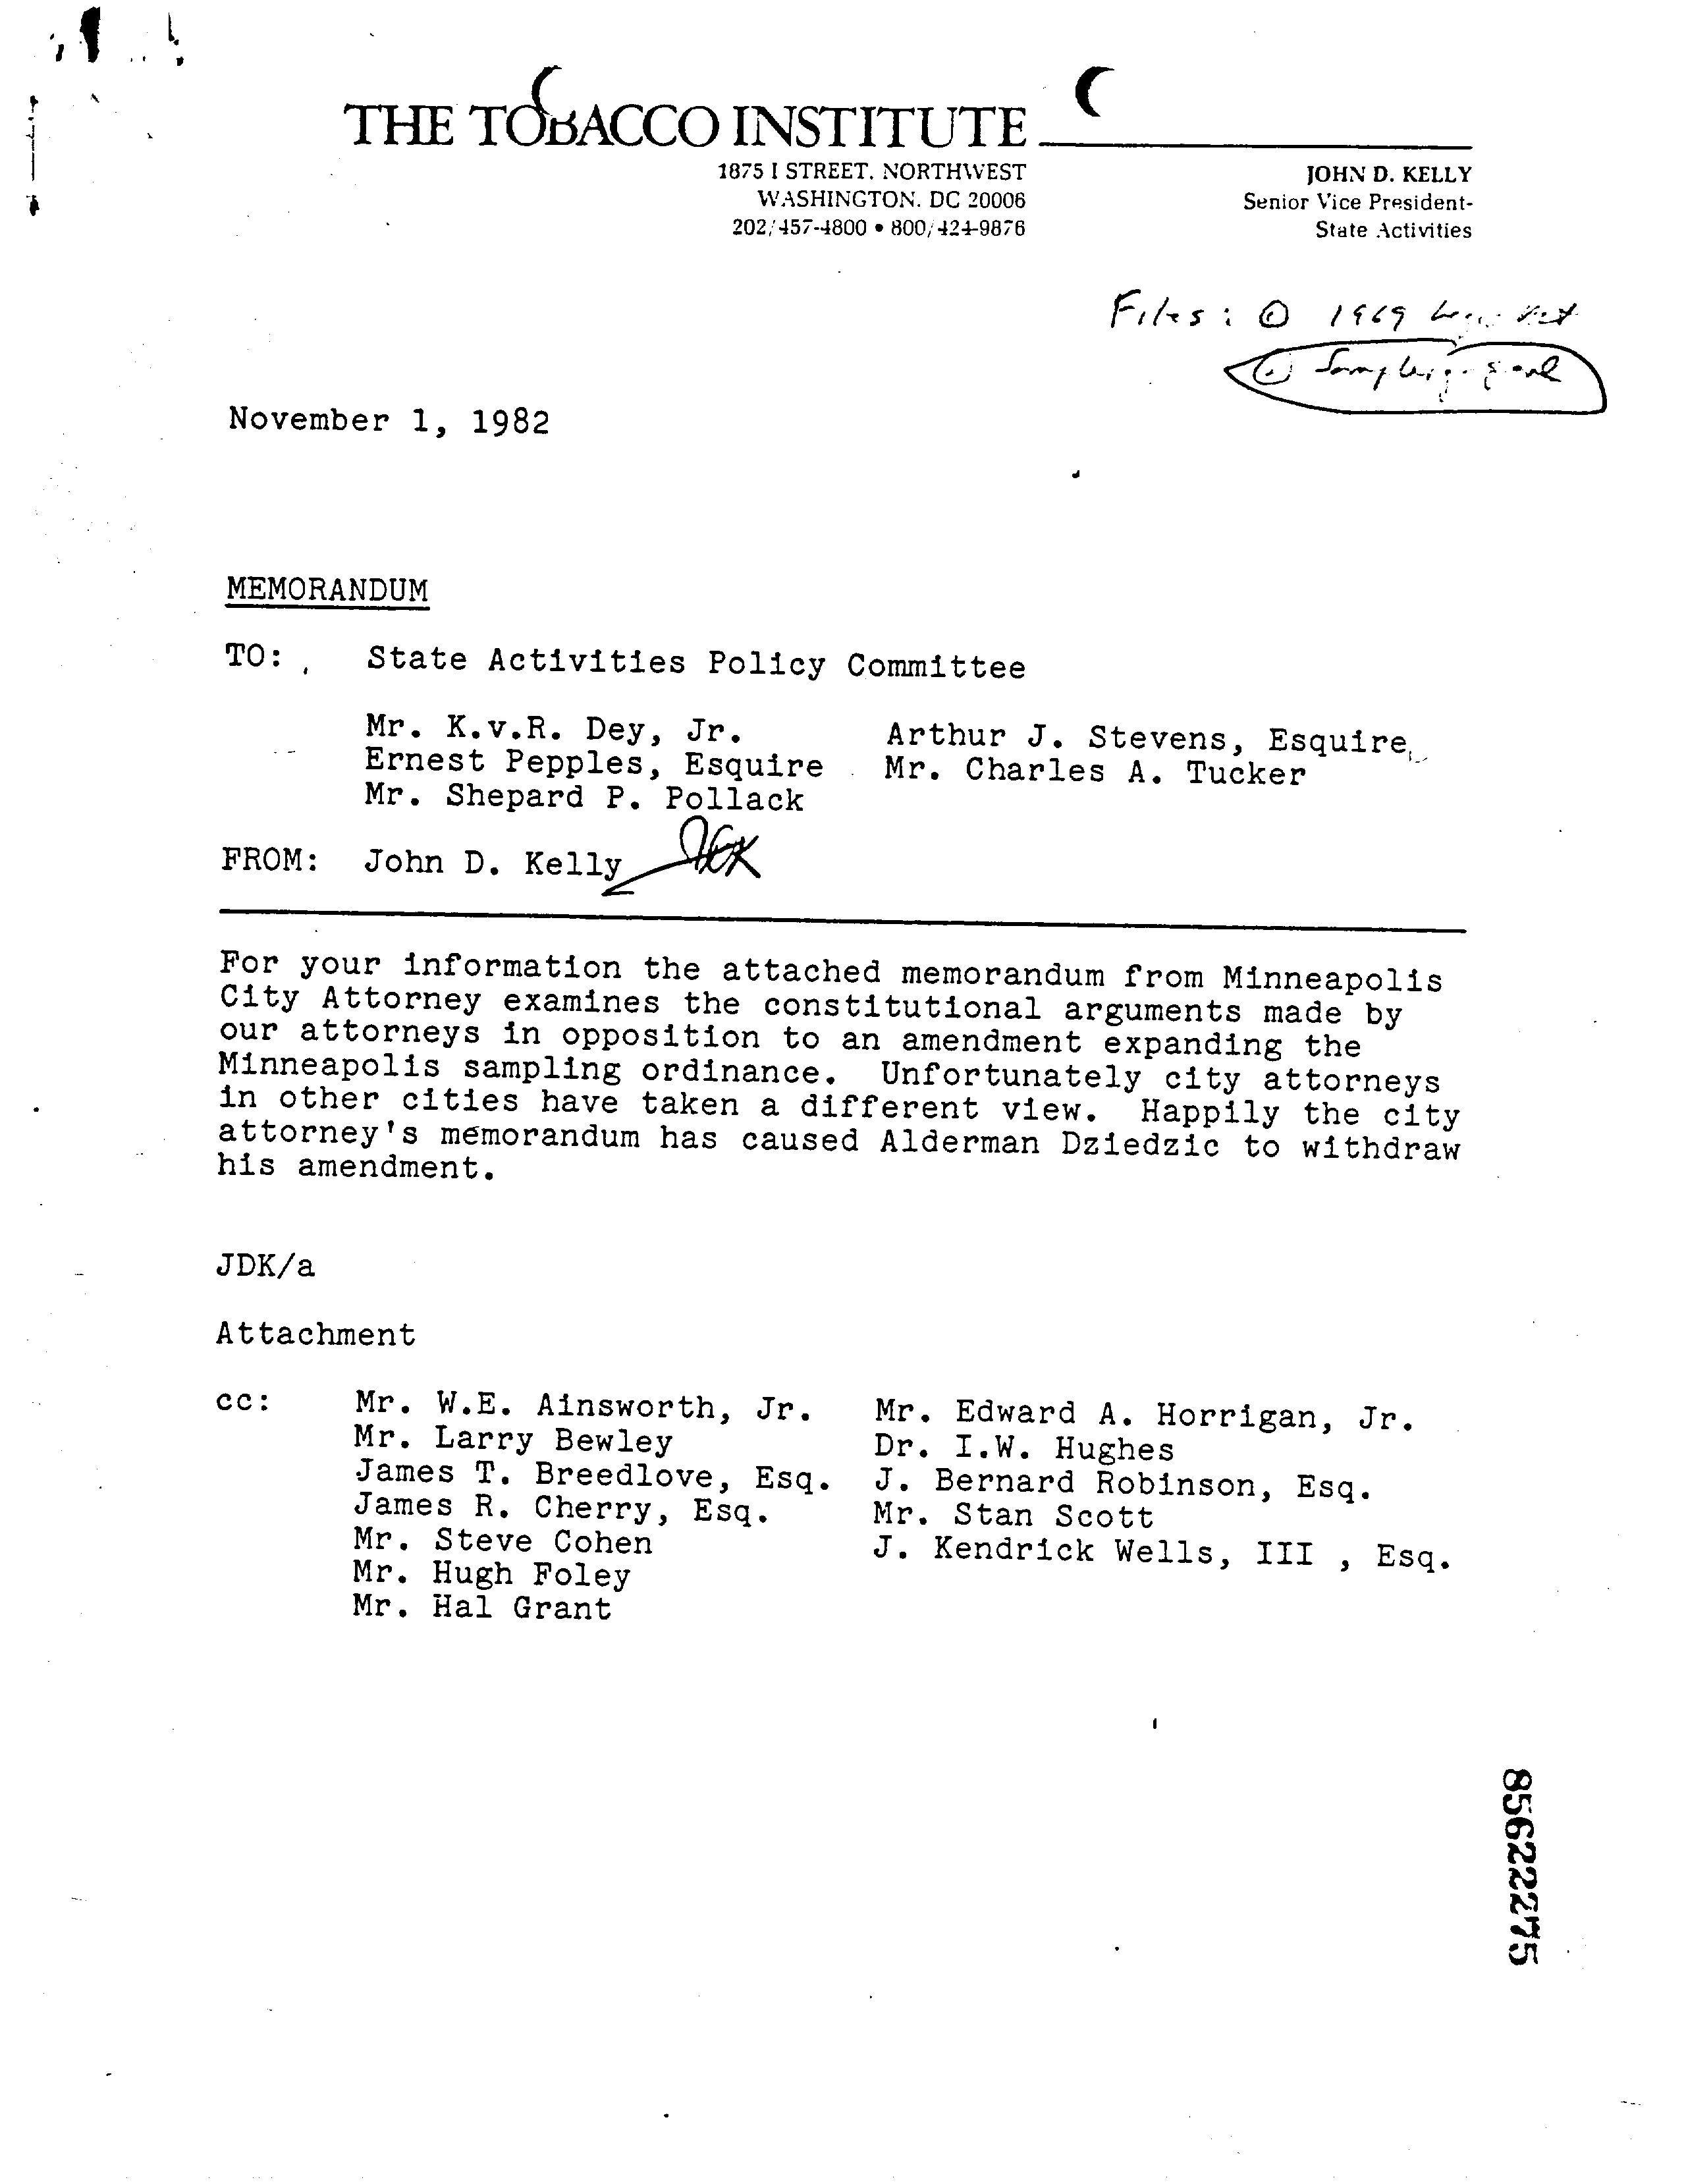 THE TOBACCO INSTITUTE
1875 I STREET, NORTHWEST
WASHINGTON, DC 20006
202/457-4800 • 800/424-9876
JOHN D. KELLY
Senior Vice President-
State Activities
Files: 1969
Sampling
November 1, 1982
MEMORANDUM
TO: State Activities Policy Committee
Mr. K.v.R. Dey, Jr. Arthur J. Stevens, Esquire
Ernest Pepples, Esquire Mr. Charles A. Tucker
Mr. Shepard P. Pollack
FROM: John D. Kelly JDK
For your information the attached memorandum from Minneapolis
City Attorney examines the constitutional arguments made by
our attorneys in opposition to an amendment expanding the
Minneapolis sampling ordinance. Unfortunately city attorneys
in other cities have taken a different view. Happily the city
attorney's memorandum has caused Alderman Dziedzic to withdraw
his amendment.
JDK/a
Attachment
cc: Mr. W.E. Ainsworth, Jr. Mr. Edward A. Horrigan, Jr.
Mr. Larry Bewley Dr. I.W. Hughes
James T. Breedlove, Esq. J. Bernard Robinson, Esq.
James R. Cherry, Esq. Mr. Stan Scott
Mr. Steve Cohen J. Kendrick Wells, III , Esq.
Mr. Hugh Foley
Mr. Hal Grant
85622275